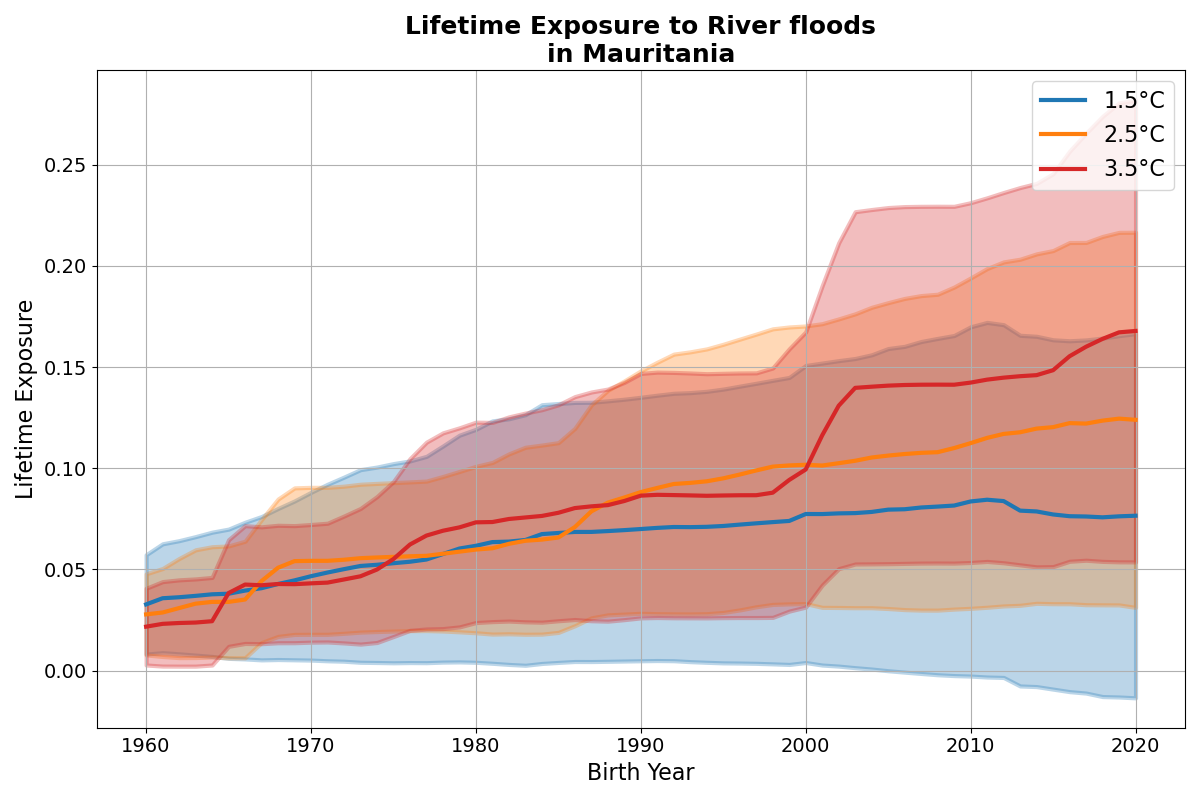 Lifetime Exposure to River floods
in Mauritania
1.5°C
2.5°C
3.5°C
0.25
0.20
0.15
0.10
0.05
0.00
Lifetime Exposure
1960 1970 1980 1990 2000 2010 2020
Birth Year